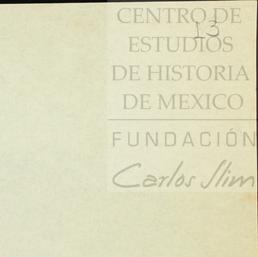 CENTRO DE
13
ESTUDIOS
DE HISTORIA
DE MEXICO
FUNDACIÓN
Carlos Slim